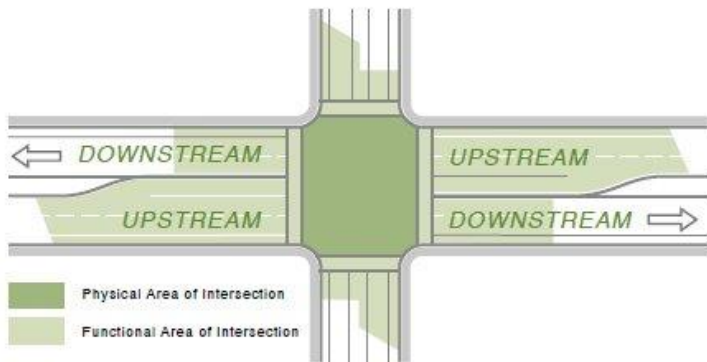 DOWNSTREAM
UPSTREAM
UPSTREAM
DOWNSTREAM
Physical Area of Intersection
Functional Area of Intersection